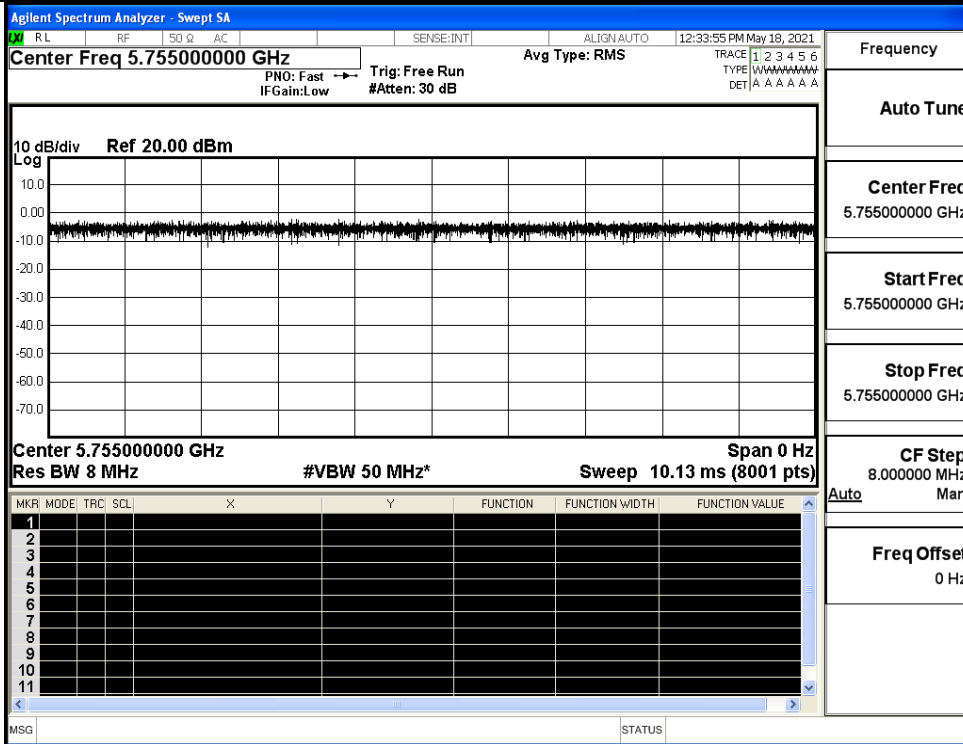 Agilent Spectrum Analyzer - Swept SA
LXI RL RF 50 Ω AC SENSE:INT ALIGN AUTO 12:33:55 PM May 18, 2021
Center Freq 5.755000000 GHz Avg Type: RMS TRACE 1 2 3 4 5 6
PNO: Fast Trig: Free Run TYPE WWWWWW
IFGain:Low #Atten: 30 dB DET A A A A A A
10 dB/div Ref 20.00 dBm
Log
10.0
0.00
-10.0
-20.0
-30.0
-40.0
-50.0
-60.0
-70.0
Center 5.755000000 GHz Span 0 Hz
Res BW 8 MHz #VBW 50 MHz* Sweep 10.13 ms (8001 pts)
MKR MODE TRC SCL X Y FUNCTION FUNCTION WIDTH FUNCTION VALUE
1
2
3
4
5
6
7
8
9
10
11
MSG STATUS
Frequency
Auto Tune
Center Freq
5.755000000 GHz
Start Freq
5.755000000 GHz
Stop Freq
5.755000000 GHz
CF Step
8.000000 MHz
Auto Man
Freq Offset
0 Hz